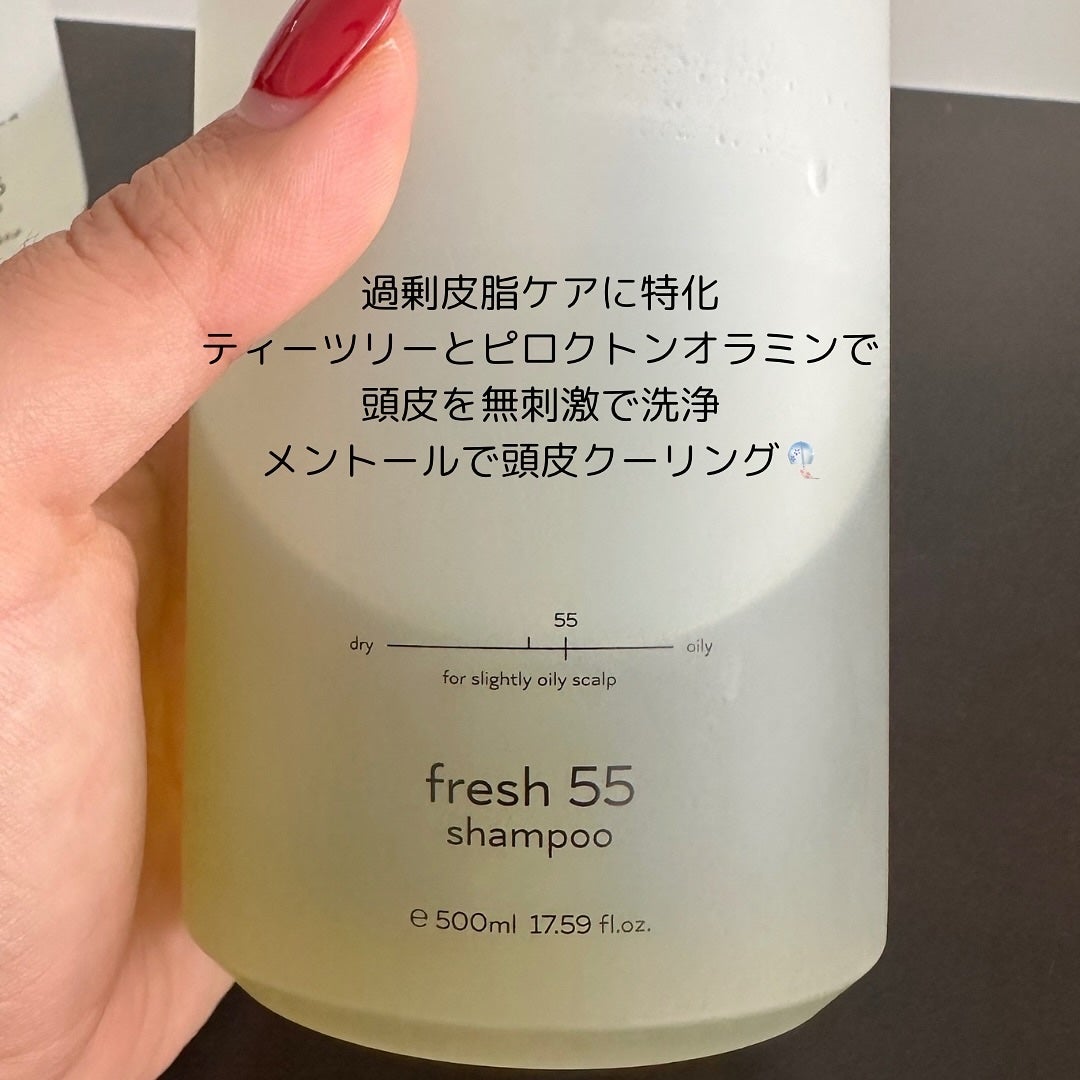 過剰皮脂ケアに特化
ティーツリーとピロクトンオラミンで
頭皮を無刺激で洗浄
メントールで頭皮クーリング🎐
55
dry oily
for slightly oily scalp
fresh 55
shampoo
e 500ml 17.59 fl.oz.